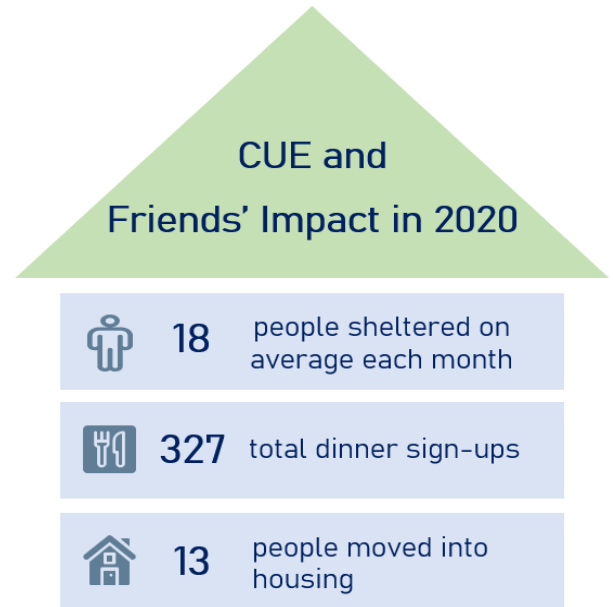 CUE and
Friends' Impact in 2020
18 people sheltered on
average each month
327 total dinner sign-ups
13 people moved into
housing